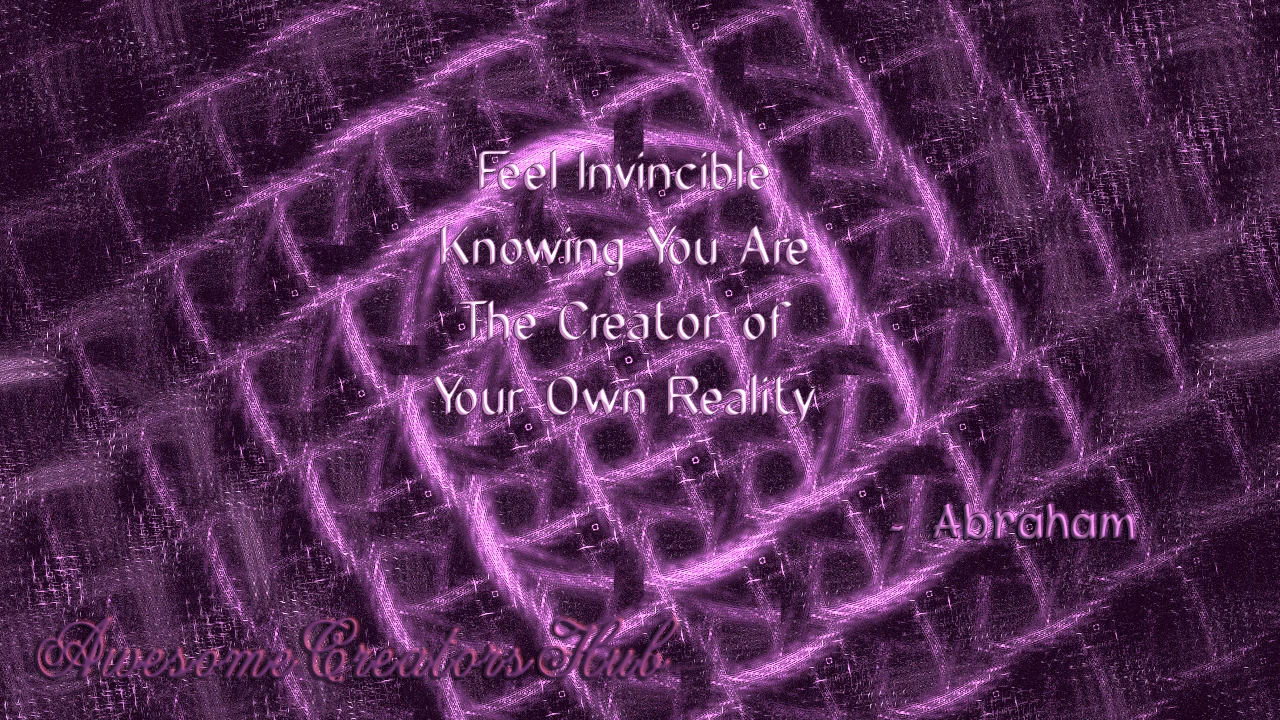 Feel Invincible
Knowing You Are
The Creator of
Your Own Reality
- Abraham
AwesomeCreatorsHub